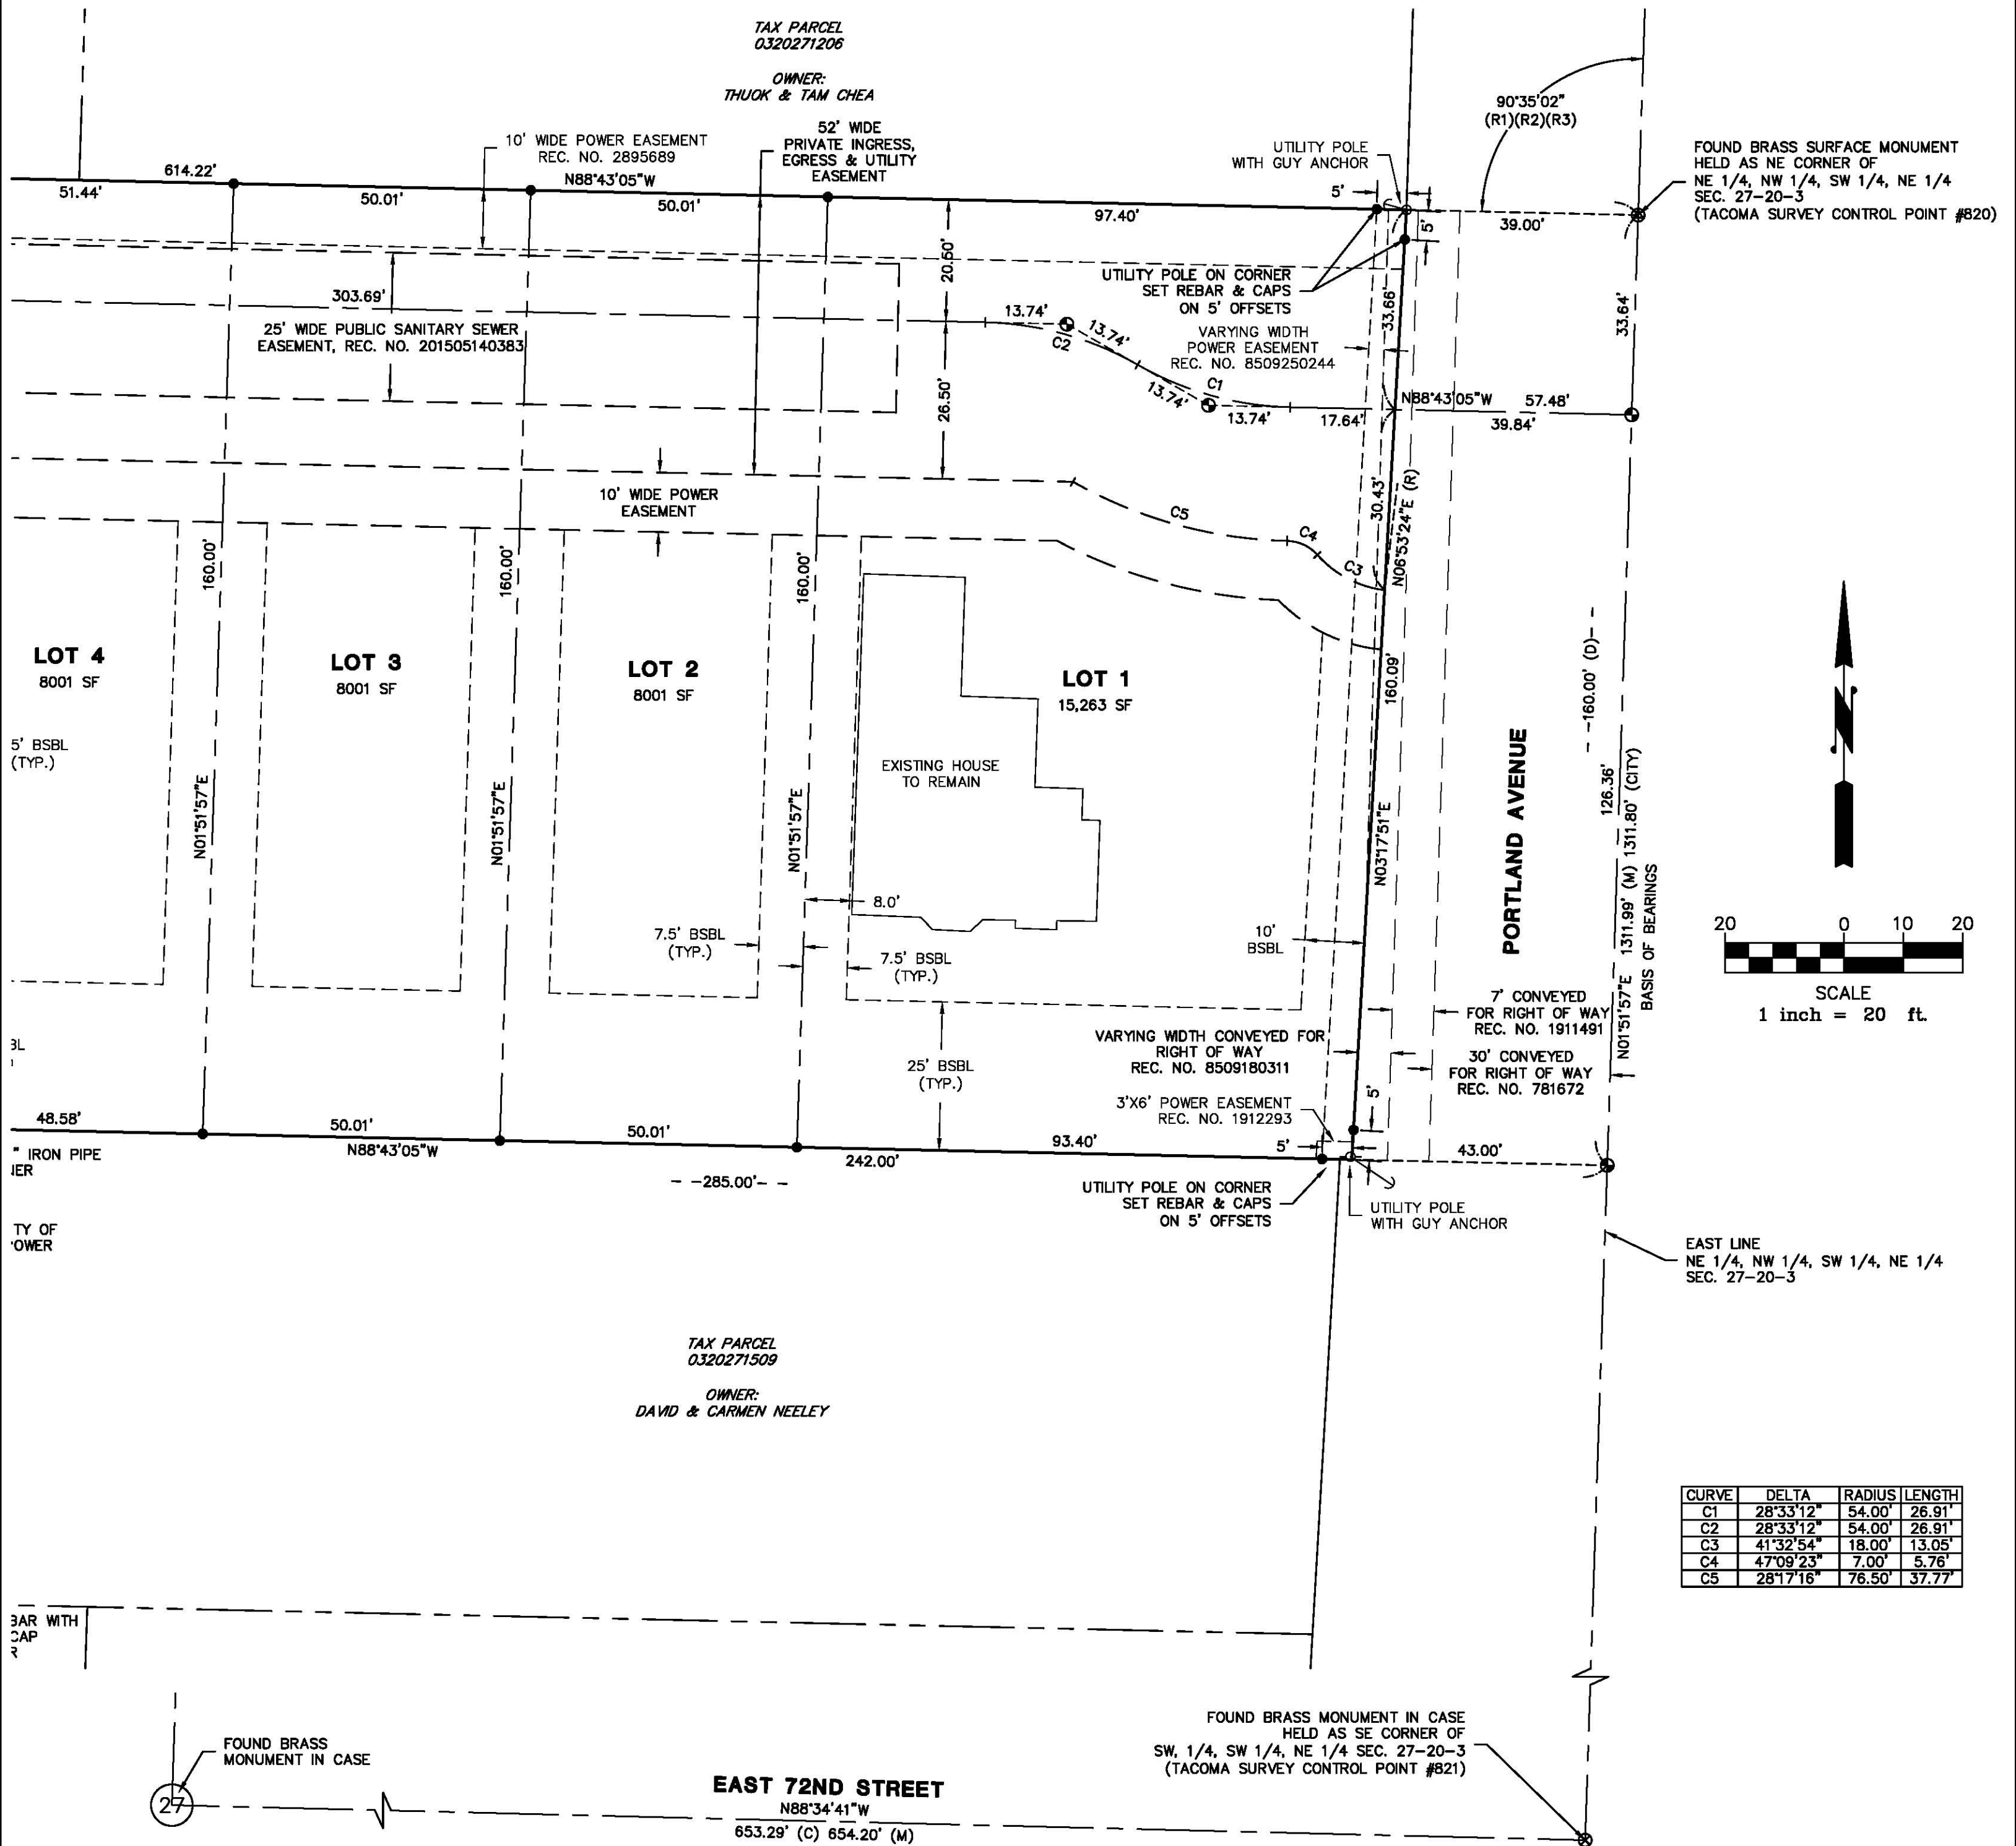 TAX PARCEL
0320271206
OWNER:
THUOK & TAM CHEA
10' WIDE POWER EASEMENT
REC. NO. 2895689
52' WIDE
PRIVATE INGRESS,
EGRESS & UTILITY
EASEMENT
UTILITY POLE
WITH GUY ANCHOR
90°35'02"
(R1)(R2)(R3)
FOUND BRASS SURFACE MONUMENT
HELD AS NE CORNER OF
NE 1/4, NW 1/4, SW 1/4, NE 1/4
SEC. 27-20-3
(TACOMA SURVEY CONTROL POINT #820)
614.22'
N88°43'05"W
51.44'
50.01'
50.01'
97.40'
5'
5'
39.00'
20.50'
UTILITY POLE ON CORNER
SET REBAR & CAPS
ON 5' OFFSETS
303.69'
25' WIDE PUBLIC SANITARY SEWER
EASEMENT, REC. NO. 201505140383
13.74'
13.74'
C2
VARYING WIDTH
POWER EASEMENT
REC. NO. 8509250244
33.66'
33.64'
26.50'
13.74'
C1
13.74'
17.64'
N88°43'05"W
57.48'
39.84'
10' WIDE POWER
EASEMENT
C5
C4
C3
30.43'
N06°53'24"E (R)
160.00'
160.00'
160.00'
160.09'
-160.00' (D)-
LOT 4
8001 SF
LOT 3
8001 SF
LOT 2
8001 SF
LOT 1
15,263 SF
5' BSBL
(TYP.)
EXISTING HOUSE
TO REMAIN
N01°51'57"E
N01°51'57"E
N01°51'57"E
N03°17'51"E
PORTLAND AVENUE
126.36'
N01°51'57"E 1311.99' (M) 1311.80' (CITY)
BASIS OF BEARINGS
N
20 0 10 20
SCALE
1 inch = 20 ft.
8.0'
7.5' BSBL
(TYP.)
7.5' BSBL
(TYP.)
10'
BSBL
7' CONVEYED
FOR RIGHT OF WAY
REC. NO. 1911491
VARYING WIDTH CONVEYED FOR
RIGHT OF WAY
REC. NO. 8509180311
30' CONVEYED
FOR RIGHT OF WAY
REC. NO. 781672
BL
25' BSBL
(TYP.)
3'X6' POWER EASEMENT
REC. NO. 1912293
5'
48.58'
50.01'
N88°43'05"W
50.01'
93.40'
242.00'
5'
43.00'
- -285.00'- -
" IRON PIPE
NER
UTILITY POLE ON CORNER
SET REBAR & CAPS
ON 5' OFFSETS
UTILITY POLE
WITH GUY ANCHOR
TY OF
OWER
EAST LINE
NE 1/4, NW 1/4, SW 1/4, NE 1/4
SEC. 27-20-3
TAX PARCEL
0320271509
OWNER:
DAVID & CARMEN NEELEY
CURVE DELTA RADIUS LENGTH
C1 28°33'12" 54.00' 26.91'
C2 28°33'12" 54.00' 26.91'
C3 41°32'54" 18.00' 13.05'
C4 47°09'23" 7.00' 5.76'
C5 28°17'16" 76.50' 37.77'
BAR WITH
CAP
R
FOUND BRASS
MONUMENT IN CASE
27
FOUND BRASS MONUMENT IN CASE
HELD AS SE CORNER OF
SW, 1/4, SW 1/4, NE 1/4 SEC. 27-20-3
(TACOMA SURVEY CONTROL POINT #821)
EAST 72ND STREET
N88°34'41"W
653.29' (C) 654.20' (M)